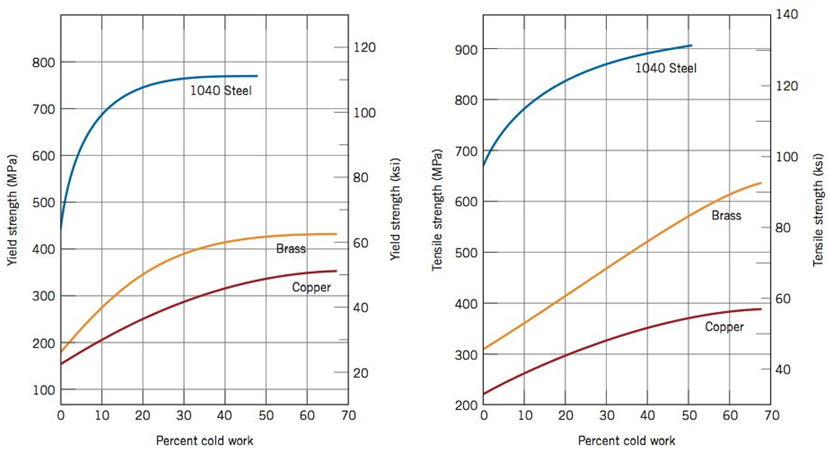 Yield strength (MPa)
800
700
600
500
400
300
200
100
0 10 20 30 40 50 60 70
Percent cold work
1040 Steel
Brass
Copper
120
100
80
60
40
20
Yield strength (ksi)
Tensile strength (MPa)
900
800
700
600
500
400
300
200
0 10 20 30 40 50 60 70
Percent cold work
1040 Steel
Brass
Copper
140
120
100
80
60
40
Tensile strength (ksi)